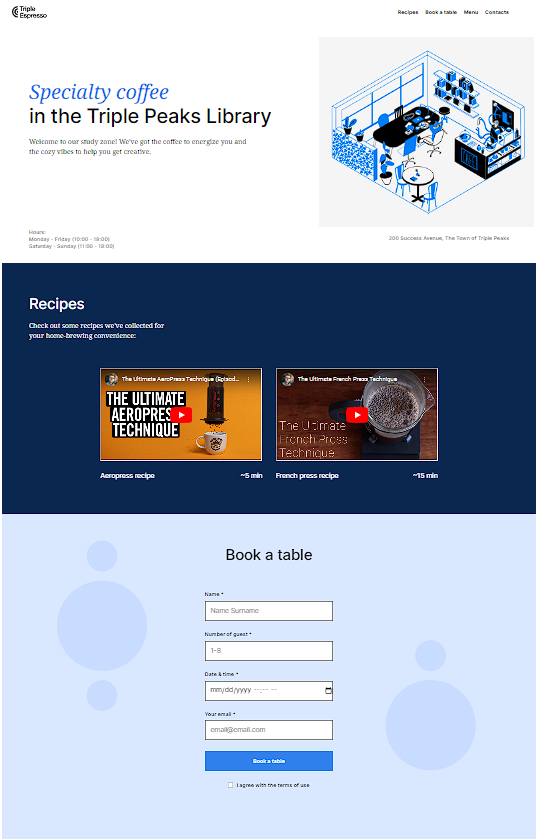 Triple
Espresso
Recipes Book a table Menu Contacts
Specialty coffee
in the Triple Peaks Library
Welcome to our study zone! We've got the coffee to energize you and
the cozy vibes to help you get creative.
Hours:
Monday - Friday (10:00 - 19:00)
Saturday - Sunday (11:00 - 18:00)
200 Success Avenue, The Town of Triple Peaks
Recipes
Check out some recipes we've collected for
your home-brewing convenience:
The Ultimate AeroPress Technique (Episod...
THE ULTIMATE
AEROPRESS
TECHNIQUE
Aeropress recipe ~5 min
The Ultimate French Press Technique
The Ultimate
French Press
Technique
French press recipe ~15 min
Book a table
Name *
Name Surname
Number of guest *
1-8
Date & time *
mm/dd/yyyy --:-- --
Your email *
email@email.com
Book a table
I agree with the terms of use